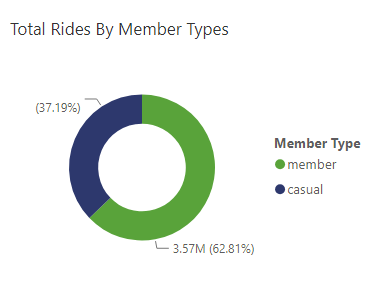 Total Rides By Member Types
(37.19%)
Member Type
member
casual
3.57M (62.81%)